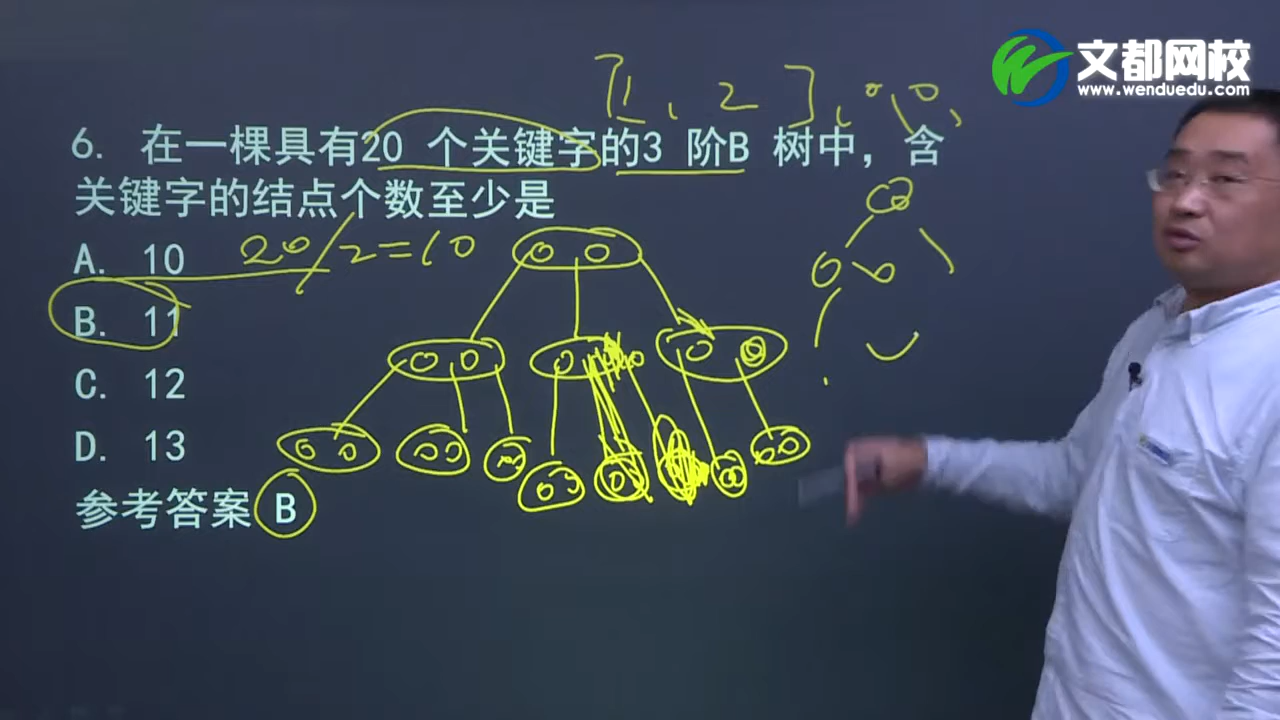 文都网校
www.wenduedu.com
[1, 2]
6. 在一棵具有20 个关键字的3 阶B 树中，含
关键字的结点个数至少是
A. 10
20/2=10
B. 11
C. 12
D. 13
参考答案 B